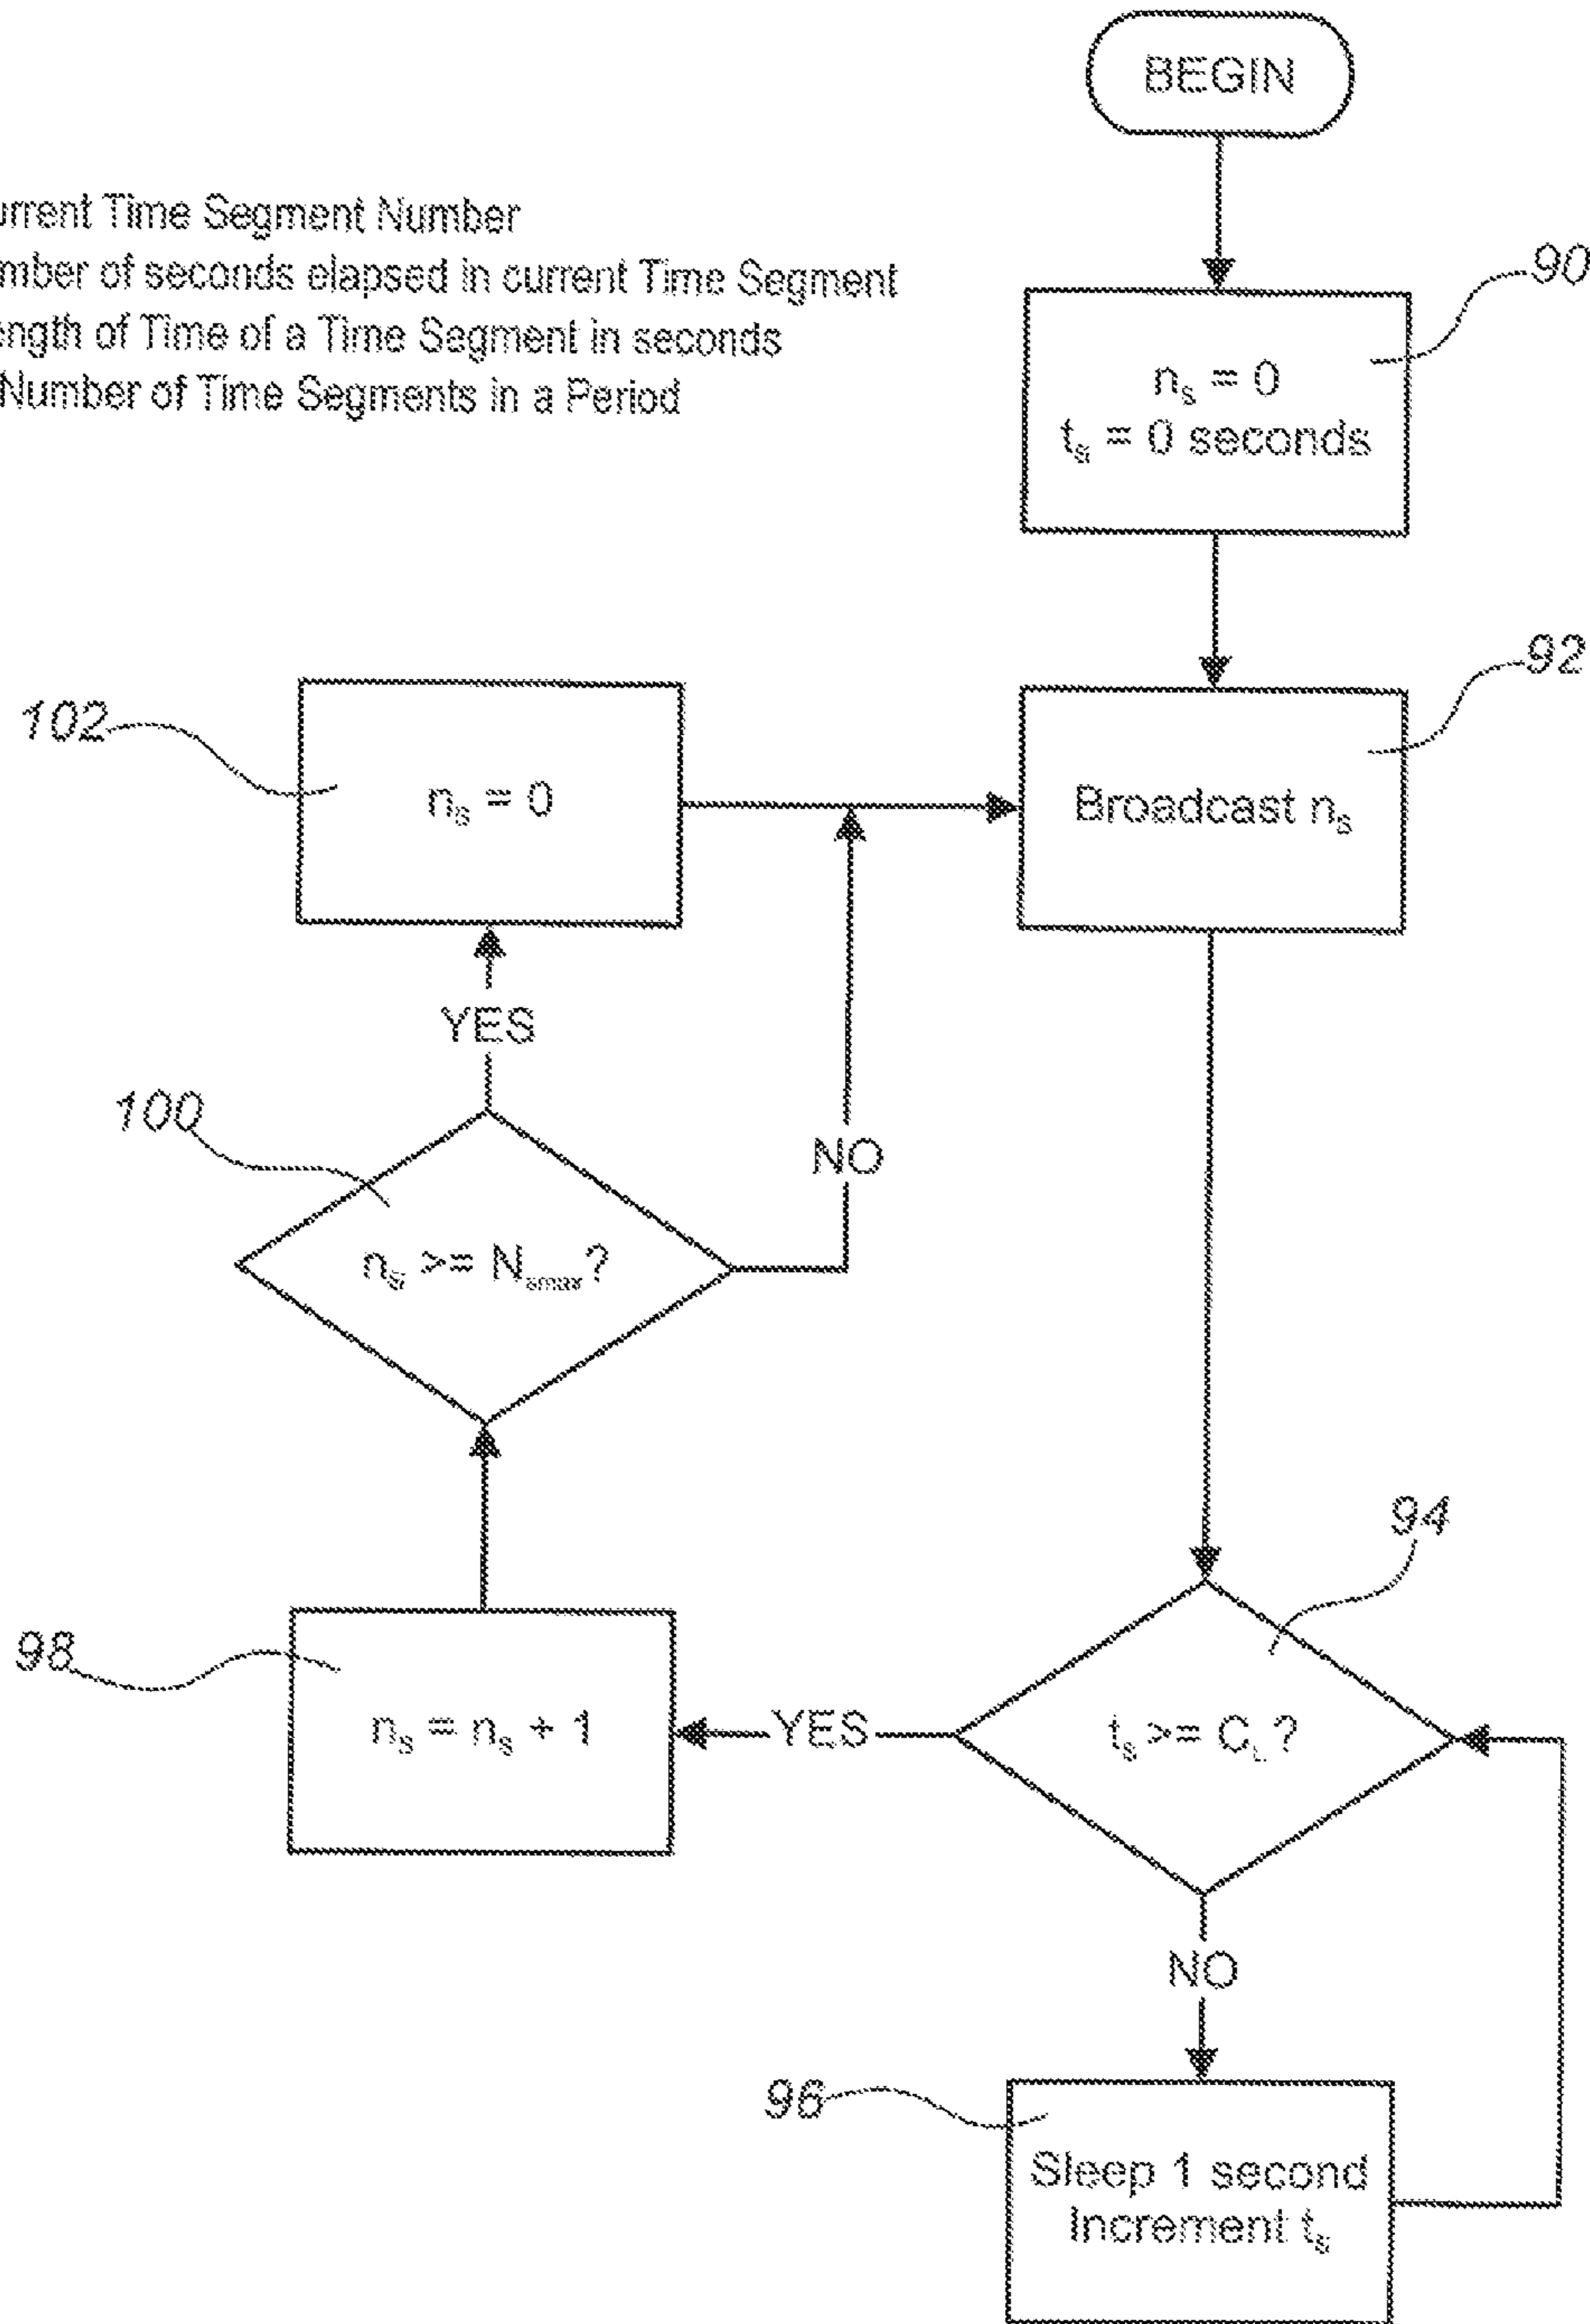 BEGIN
urrent Time Segment Number
mber of seconds elapsed in current Time Segment
ength of Time of a Time Segment in seconds
Number of Time Segments in a Period
90
nₛ = 0
tₛ = 0 seconds
92
102
nₛ = 0
Broadcast nₛ
YES
100
NO
nₛ >= Nₛₘₐₓ?
94
98
nₛ = nₛ + 1
YES
tₛ >= C_L?
NO
96
Sleep 1 second
Increment tₛ